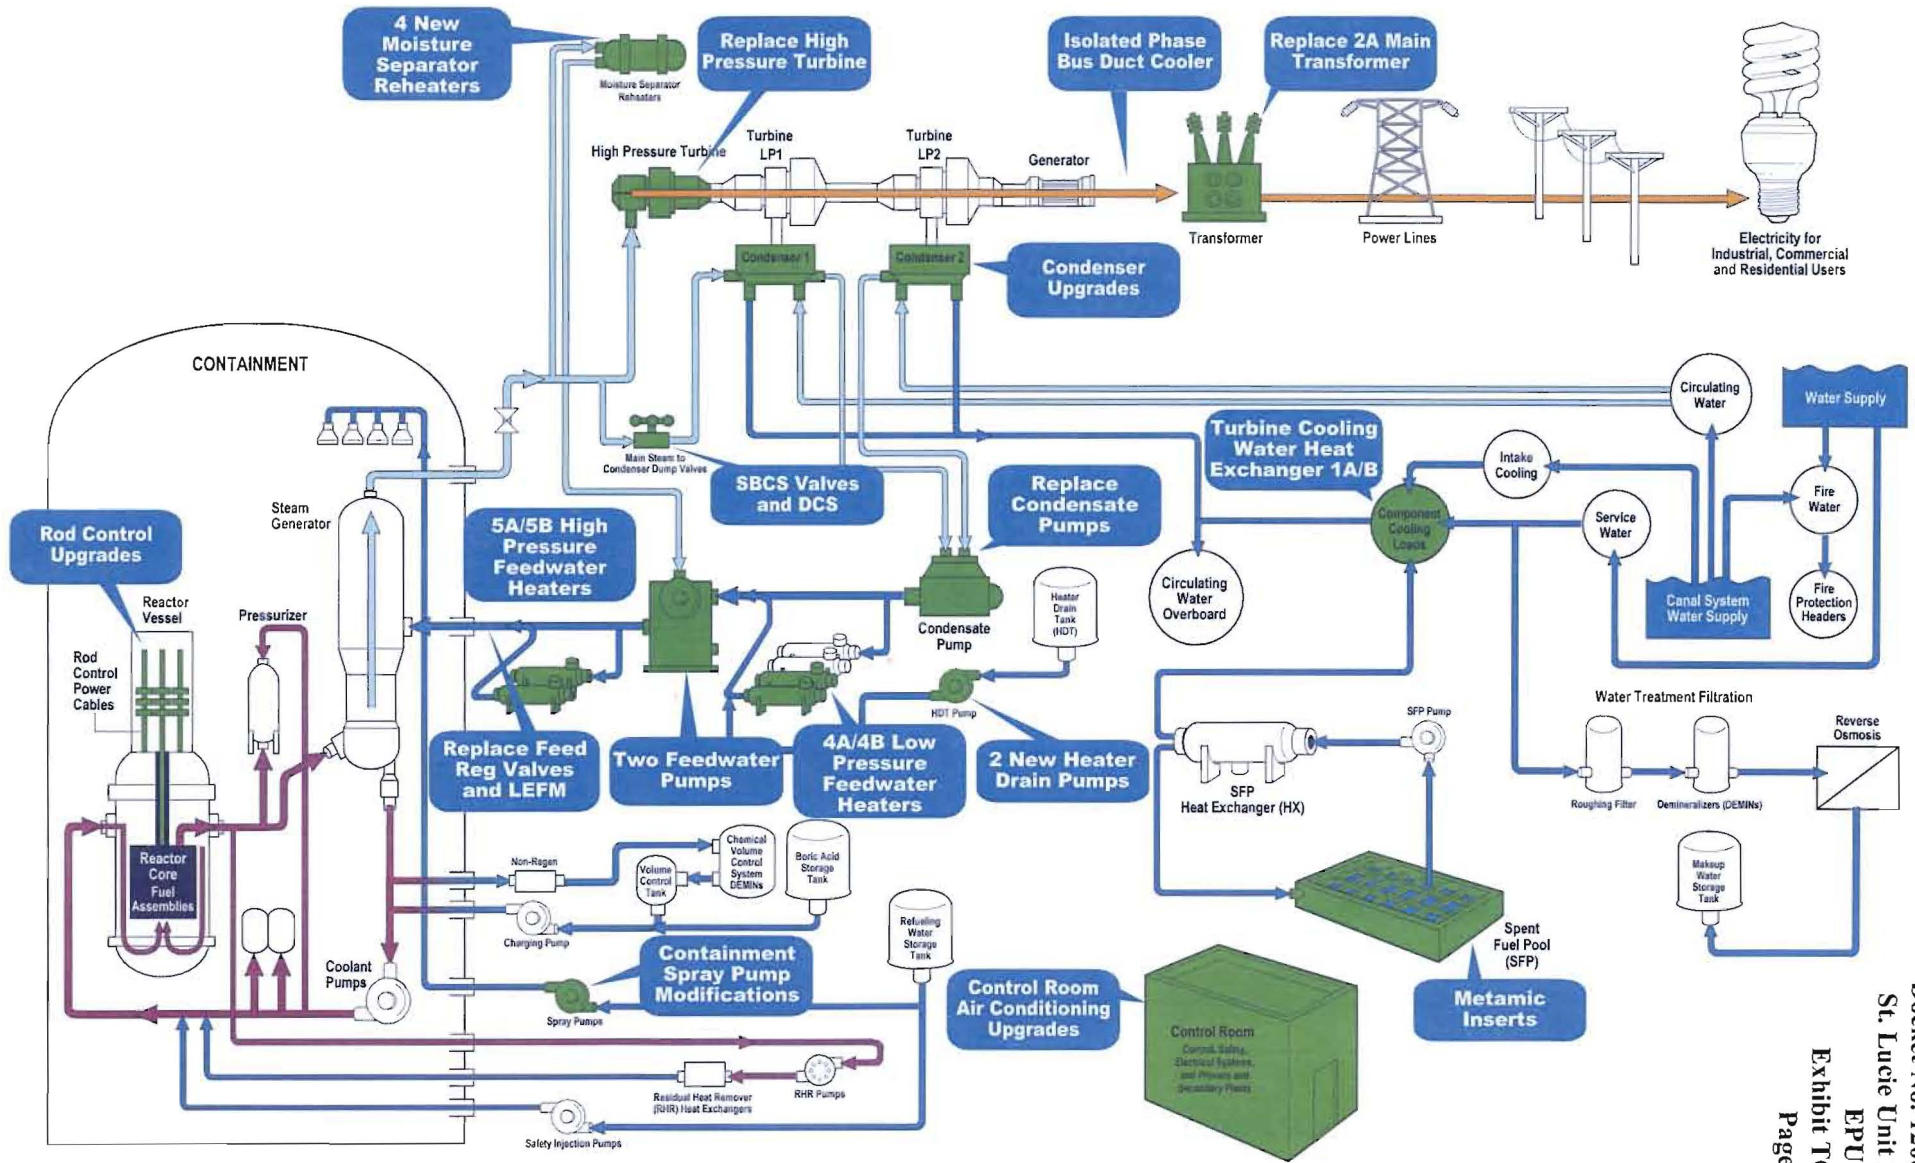 4 New
Moisture
Separator
Reheaters
Moisture Separator
Reheaters
Replace High
Pressure Turbine
Isolated Phase
Bus Duct Cooler
Replace 2A Main
Transformer
High Pressure Turbine
Turbine
LP1
Turbine
LP2
Generator
Transformer
Power Lines
Electricity for
Industrial, Commercial
and Residential Users
Condenser 1
Condenser 2
Condenser
Upgrades
CONTAINMENT
Main Steam to
Condenser Dump Valves
SBCS Valves
and DCS
Replace
Condensate
Pumps
Turbine Cooling
Water Heat
Exchanger 1A/B
Circulating
Water
Water Supply
Intake
Cooling
Fire
Water
Service
Water
Component
Cooling
Loads
Canal System
Water Supply
Fire
Protection
Headers
Circulating
Water
Overboard
Rod Control
Upgrades
Steam
Generator
5A/5B High
Pressure
Feedwater
Heaters
Reactor
Vessel
Pressurizer
Rod
Control
Power
Cables
Condensate
Pump
Heater
Drain
Tank
(HDT)
HDT Pump
Replace Feed
Reg Valves
and LEFM
Two Feedwater
Pumps
4A/4B Low
Pressure
Feedwater
Heaters
2 New Heater
Drain Pumps
SFP
Heat Exchanger (HX)
SFP Pump
Water Treatment Filtration
Roughing Filter
Demineralizers (DEMINs)
Reverse
Osmosis
Makeup
Water
Storage
Tank
Reactor
Core
Fuel
Assemblies
Non-Regen
Volume
Control
Tank
Chemical
Volume
Control
System
DEMINs
Boric Acid
Storage
Tank
Charging Pump
Refueling
Water
Storage
Tank
Coolant
Pumps
Containment
Spray Pump
Modifications
Spray Pumps
Spent
Fuel Pool
(SFP)
Metamic
Inserts
Control Room
Air Conditioning
Upgrades
Control Room
Control, Safety,
Electrical Systems,
and Primary and
Secondary Plants
Residual Heat Remover
(RHR) Heat Exchangers
RHR Pumps
Safety Injection Pumps
St. Lucie Unit
EPU
Exhibit
Page